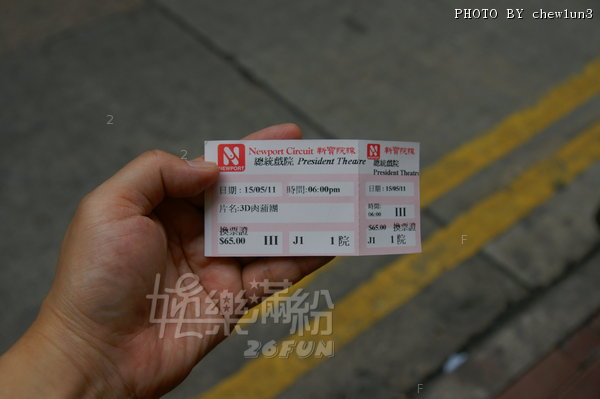 PHOTO BY chew1un3
2
2
NEWPORT
Newport Circuit 新寶院線
總統戲院 President Theatre
日期 : 15/05/11 時間:06:00pm
片名:3D肉蒲團
換票證
$65.00 III J1 1 院
新寶院線
總統戲院
President Theatre
日期 : 15/05/11
時間:
06:00 III
$65.00 換票證
J1 1 院
F
娛樂滿紛
26FUN
F